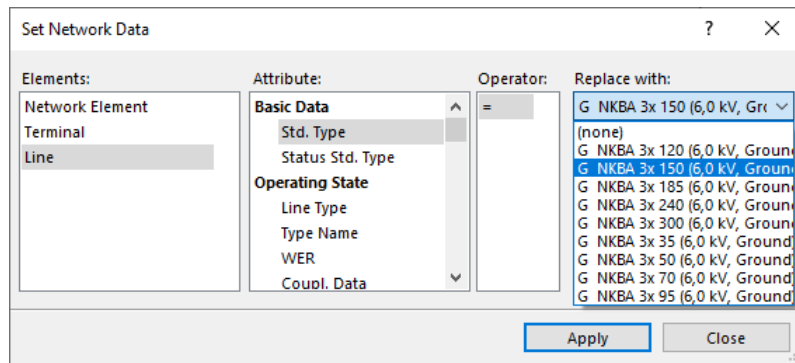 Set Network Data
?
Elements:
Attribute:
Operator:
Replace with:
Network Element
Terminal
Line
Basic Data
Std. Type
Status Std. Type
Operating State
Line Type
Type Name
WER
Coupl. Data
=
G NKBA 3x 150 (6,0 kV, Grc
(none)
G NKBA 3x 120 (6,0 kV, Groun
G NKBA 3x 150 (6,0 kV, Groun
G NKBA 3x 185 (6,0 kV, Groun
G NKBA 3x 240 (6,0 kV, Groun
G NKBA 3x 300 (6,0 kV, Groun
G NKBA 3x 35 (6,0 kV, Ground)
G NKBA 3x 50 (6,0 kV, Ground)
G NKBA 3x 70 (6,0 kV, Ground)
G NKBA 3x 95 (6,0 kV, Ground)
Apply
Close